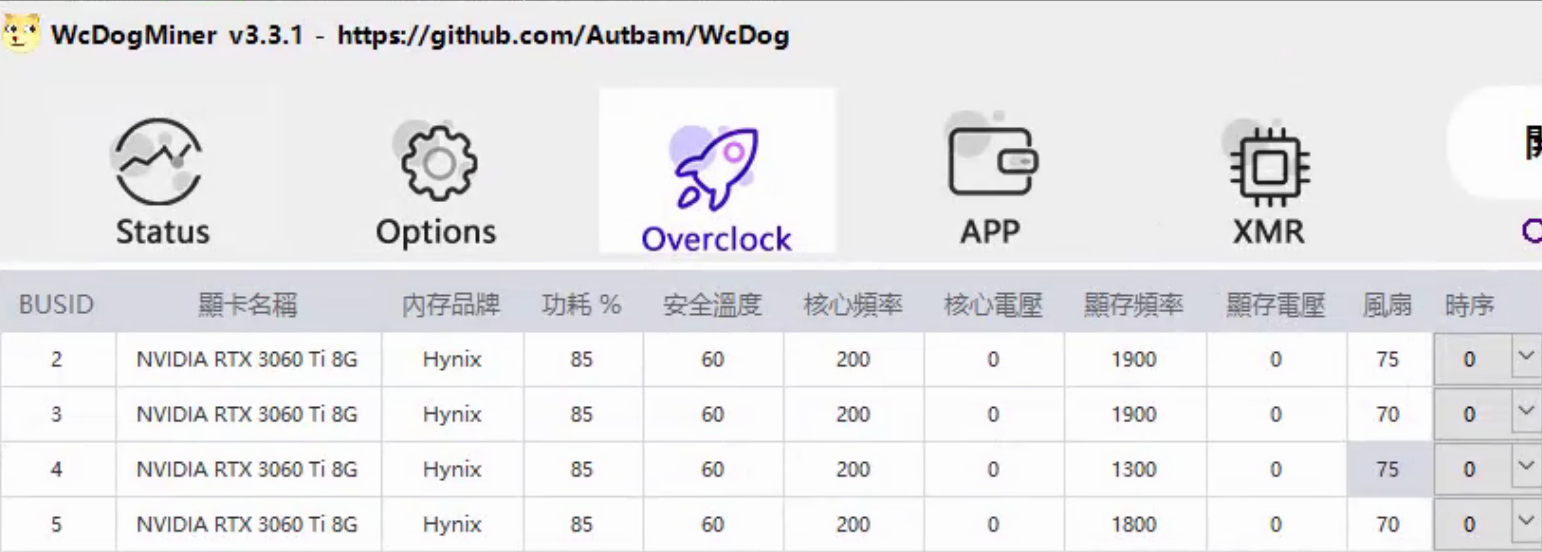 WcDogMiner v3.3.1 - https://github.com/Autbam/WcDog
Status Options Overclock APP XMR
BUSID 顯卡名稱 内存品牌 功耗 % 安全溫度 核心頻率 核心電壓 顯存頻率 顯存電壓 風扇 時序
2 NVIDIA RTX 3060 Ti 8G Hynix 85 60 200 0 1900 0 75 0
3 NVIDIA RTX 3060 Ti 8G Hynix 85 60 200 0 1900 0 70 0
4 NVIDIA RTX 3060 Ti 8G Hynix 85 60 200 0 1300 0 75 0
5 NVIDIA RTX 3060 Ti 8G Hynix 85 60 200 0 1800 0 70 0